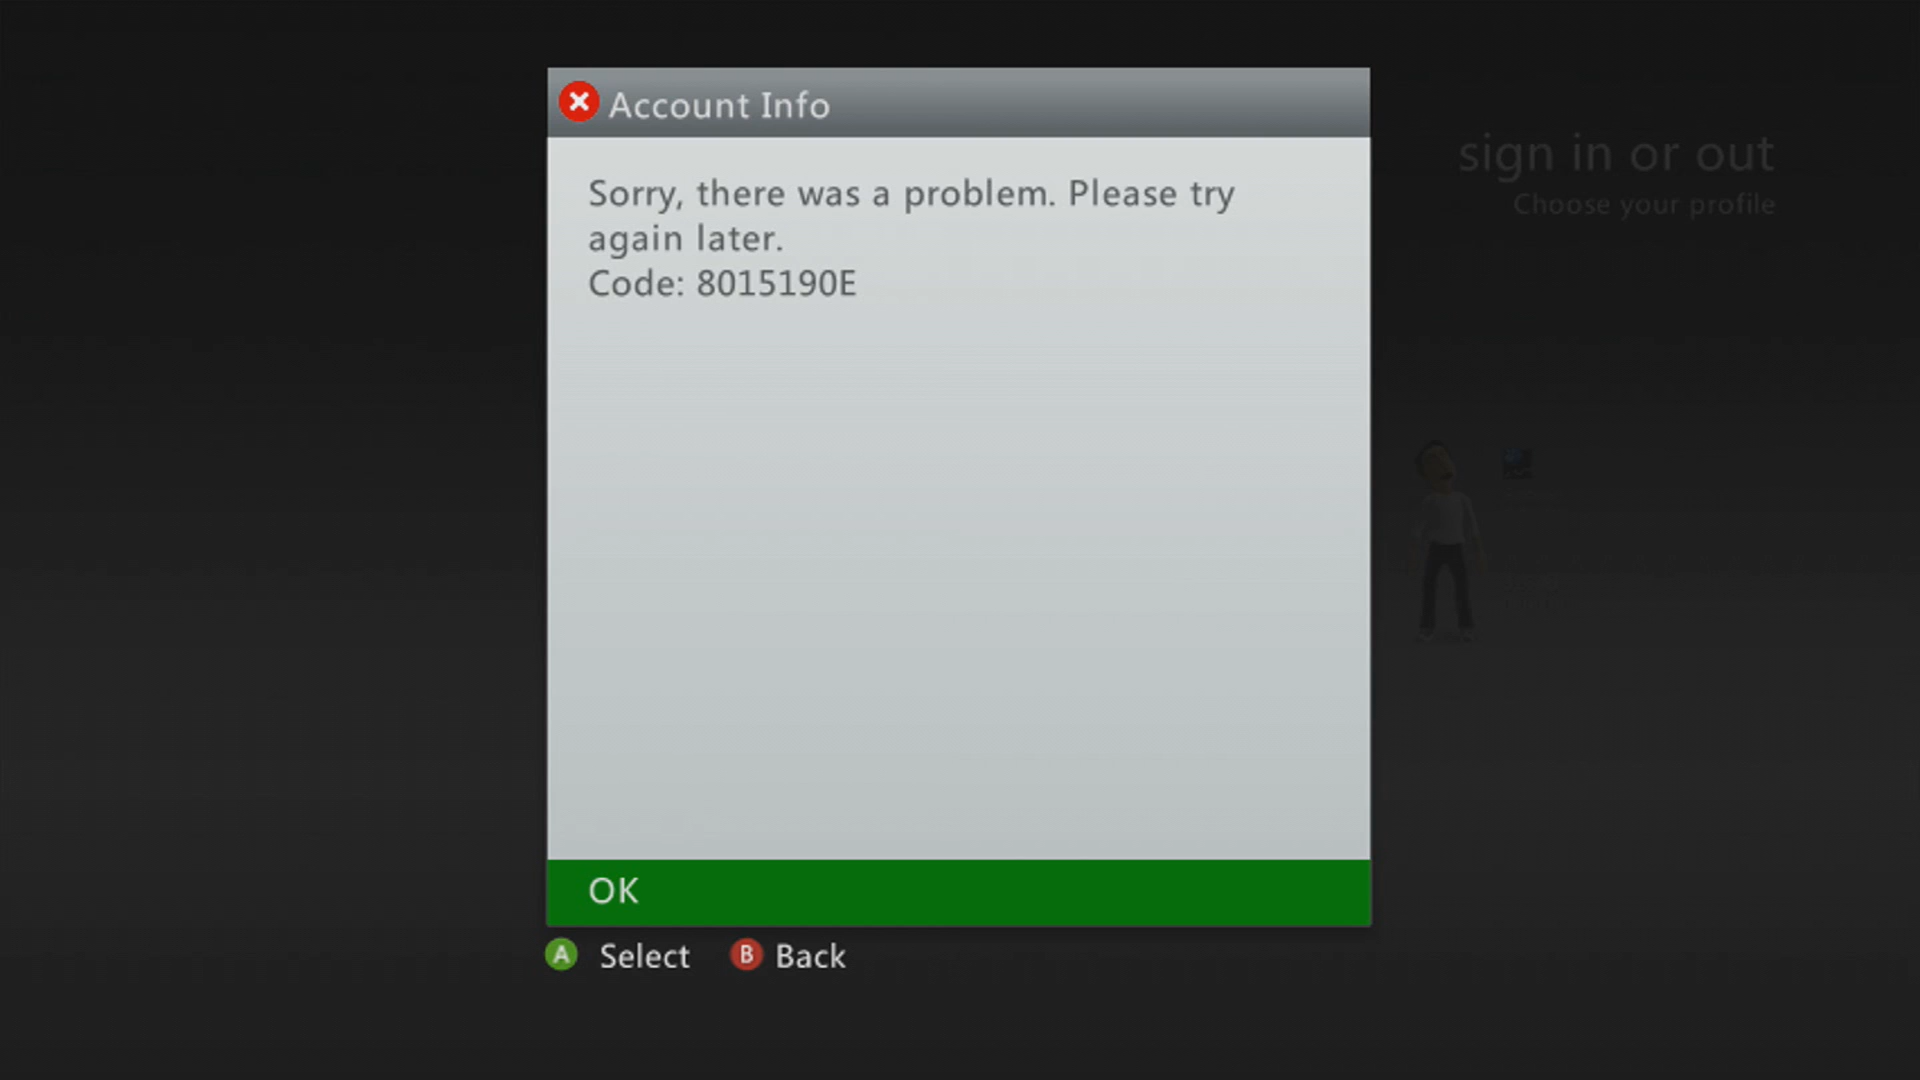 Account Info
sign in or out
Choose your profile
Sorry, there was a problem. Please try
again later.
Code: 8015190E
OK
A Select B Back